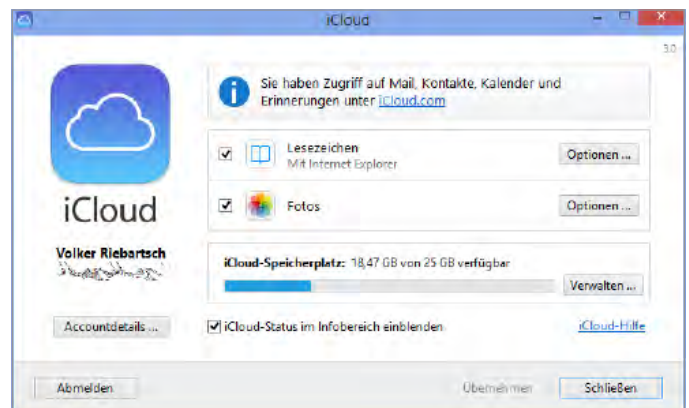 iCloud
3.0
Sie haben Zugriff auf Mail, Kontakte, Kalender und
Erinnerungen unter iCloud.com
Lesezeichen
Mit Internet Explorer
Optionen ...
iCloud
Fotos
Optionen ...
Volker Riebartsch
iCloud-Speicherplatz: 18,47 GB von 25 GB verfügbar
Verwalten ...
Accountdetails ...
iCloud-Status im Infobereich einblenden
iCloud-Hilfe
Abmelden
Übernehmen
Schließen